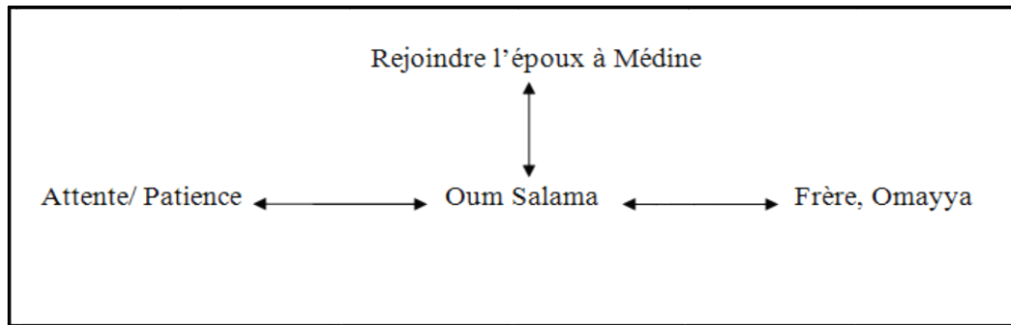 Rejoindre l'époux à Médine
Attente/ Patience Oum Salama Frère, Omayya